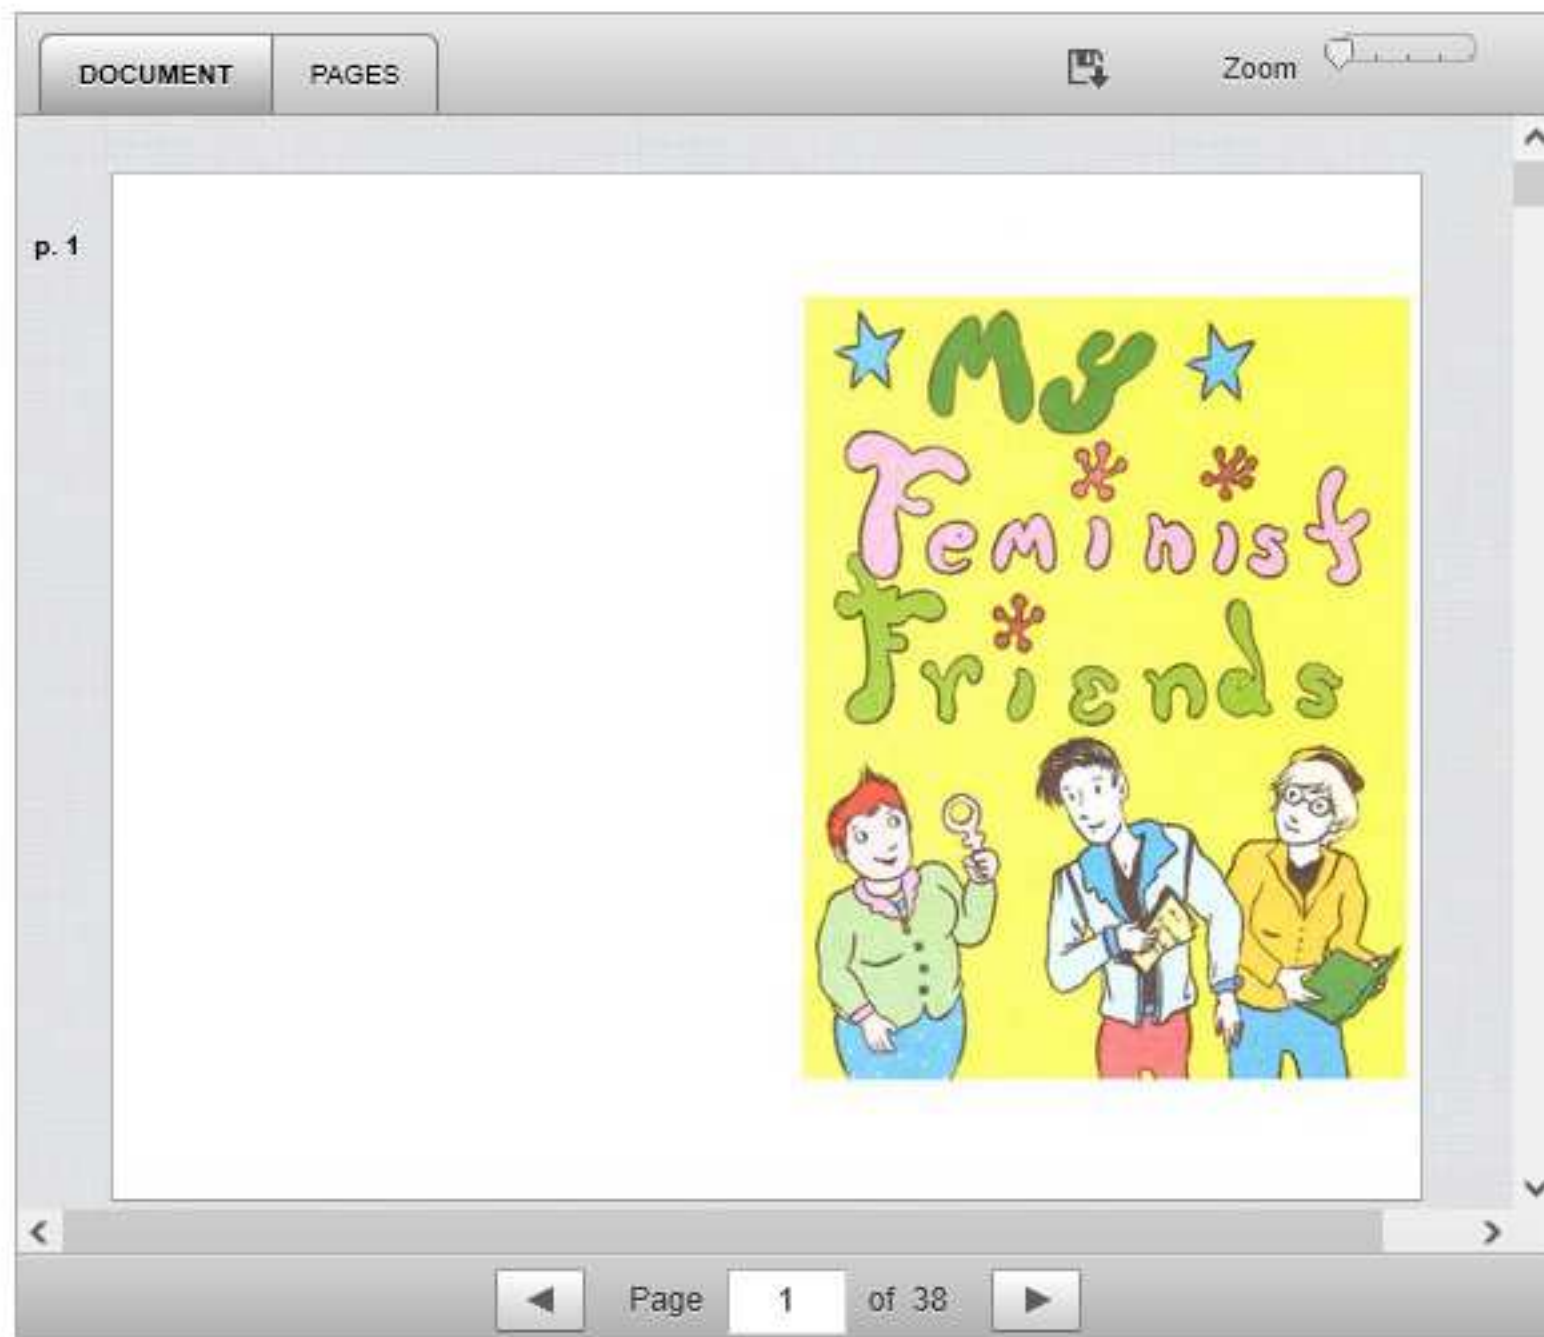 DOCUMENT PAGES Zoom
p. 1
My
Feminist
Friends
Page 1 of 38